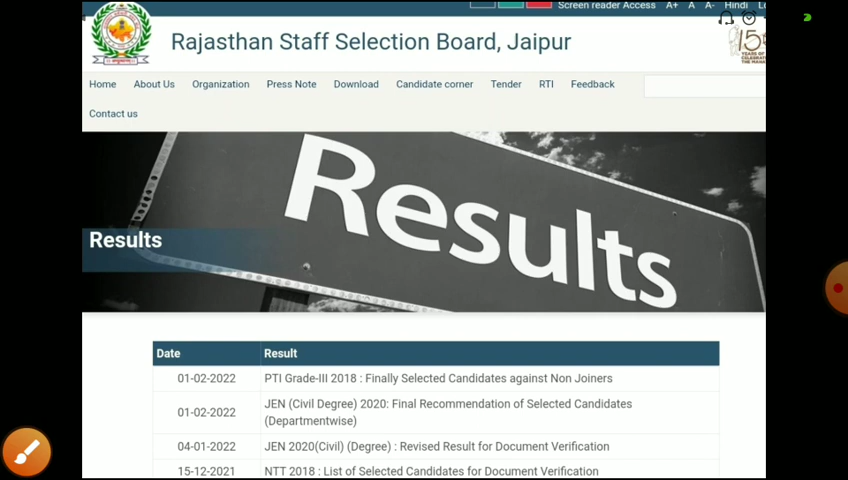 Screen reader Access A+ A A- Hindi
Rajasthan Staff Selection Board, Jaipur
15
YEARS OF
Home About Us Organization Press Note Download Candidate corner Tender RTI Feedback
Contact us
Results
Results
Date Result
01-02-2022 PTI Grade-III 2018 : Finally Selected Candidates against Non Joiners
01-02-2022 JEN (Civil Degree) 2020: Final Recommendation of Selected Candidates
(Departmentwise)
04-01-2022 JEN 2020(Civil) (Degree) : Revised Result for Document Verification
15-12-2021 NTT 2018 : List of Selected Candidates for Document Verification